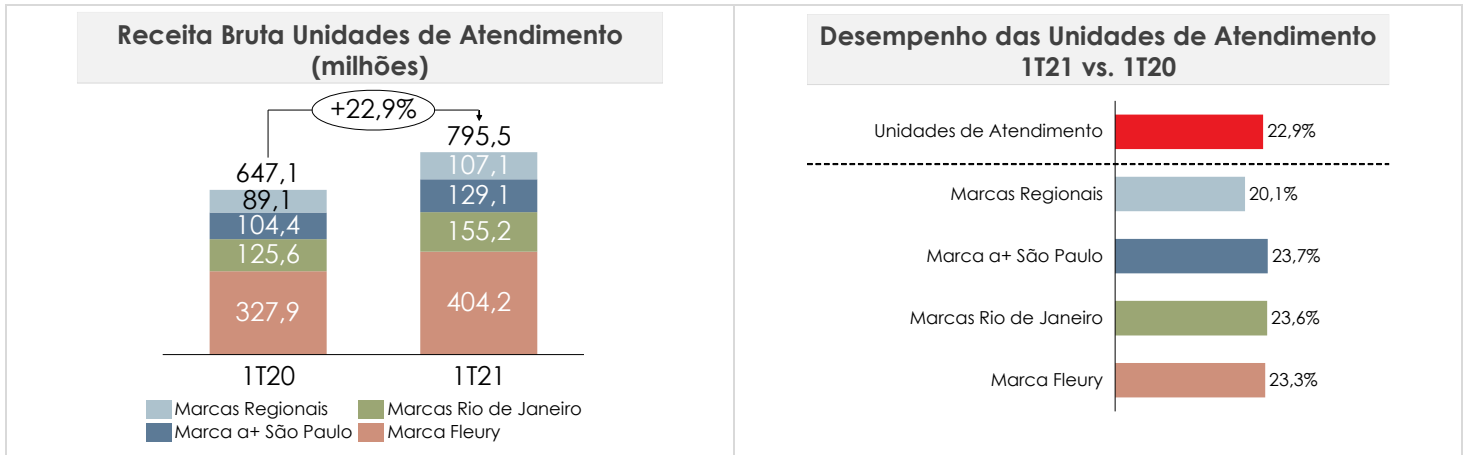 Receita Bruta Unidades de Atendimento
(milhões)
+22,9%
647,1
89,1
104,4
125,6
327,9
795,5
107,1
129,1
155,2
404,2
1T20
1T21
Marcas Regionais
Marcas Rio de Janeiro
Marca a+ São Paulo
Marca Fleury
Desempenho das Unidades de Atendimento
1T21 vs. 1T20
Unidades de Atendimento 22,9%
Marcas Regionais 20,1%
Marca a+ São Paulo 23,7%
Marcas Rio de Janeiro 23,6%
Marca Fleury 23,3%